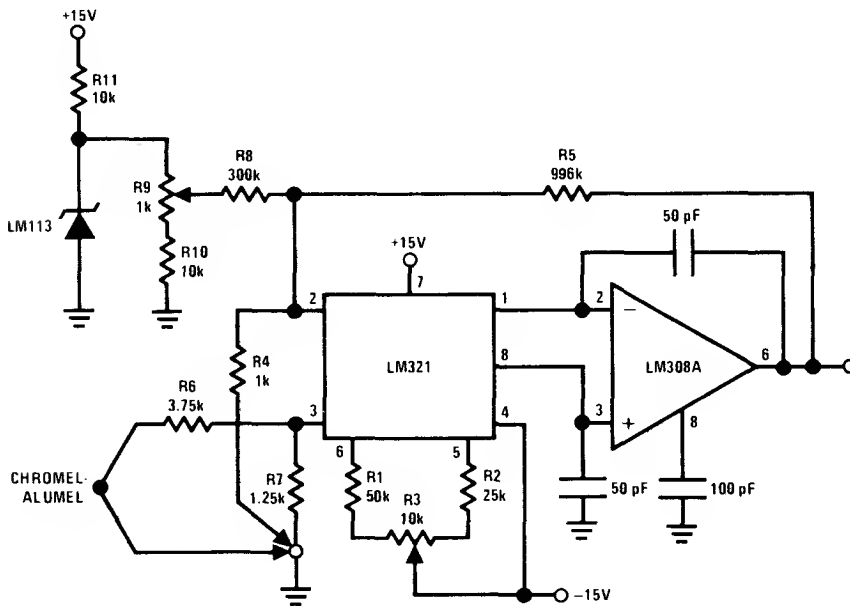 +15V
R11
10k
R8
300k
R5
996k
R9
1k
50 pF
LM113
+15V
R10
10k
7
2
1
2
−
6
R4
1k
LM321
8
LM308A
R6
3.75k
3
4
3
+
8
6
5
CHROMEL-
ALUMEL
R7
1.25k
R1
50k
R3
10k
R2
25k
50 pF
100 pF
−15V